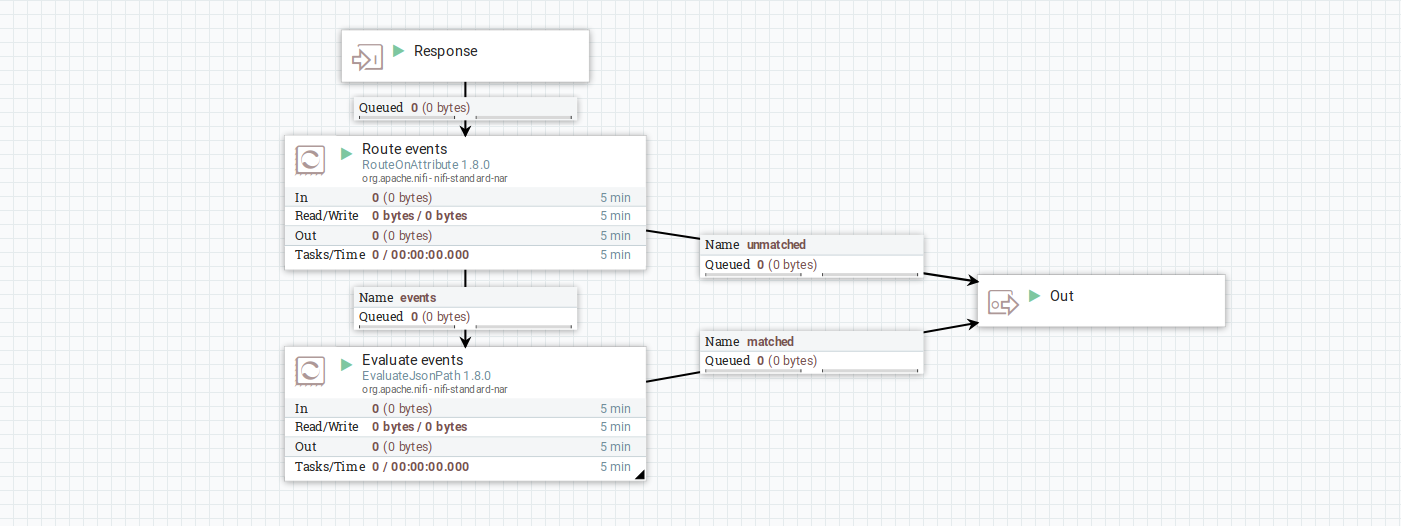 Response
Queued 0 (0 bytes)
Route events
RouteOnAttribute 1.8.0
org.apache.nifi - nifi-standard-nar
In 0 (0 bytes) 5 min
Read/Write 0 bytes / 0 bytes 5 min
Out 0 (0 bytes) 5 min
Tasks/Time 0 / 00:00:00.000 5 min
Name unmatched
Queued 0 (0 bytes)
Out
Name events
Queued 0 (0 bytes)
Name matched
Queued 0 (0 bytes)
Evaluate events
EvaluateJsonPath 1.8.0
org.apache.nifi - nifi-standard-nar
In 0 (0 bytes) 5 min
Read/Write 0 bytes / 0 bytes 5 min
Out 0 (0 bytes) 5 min
Tasks/Time 0 / 00:00:00.000 5 min